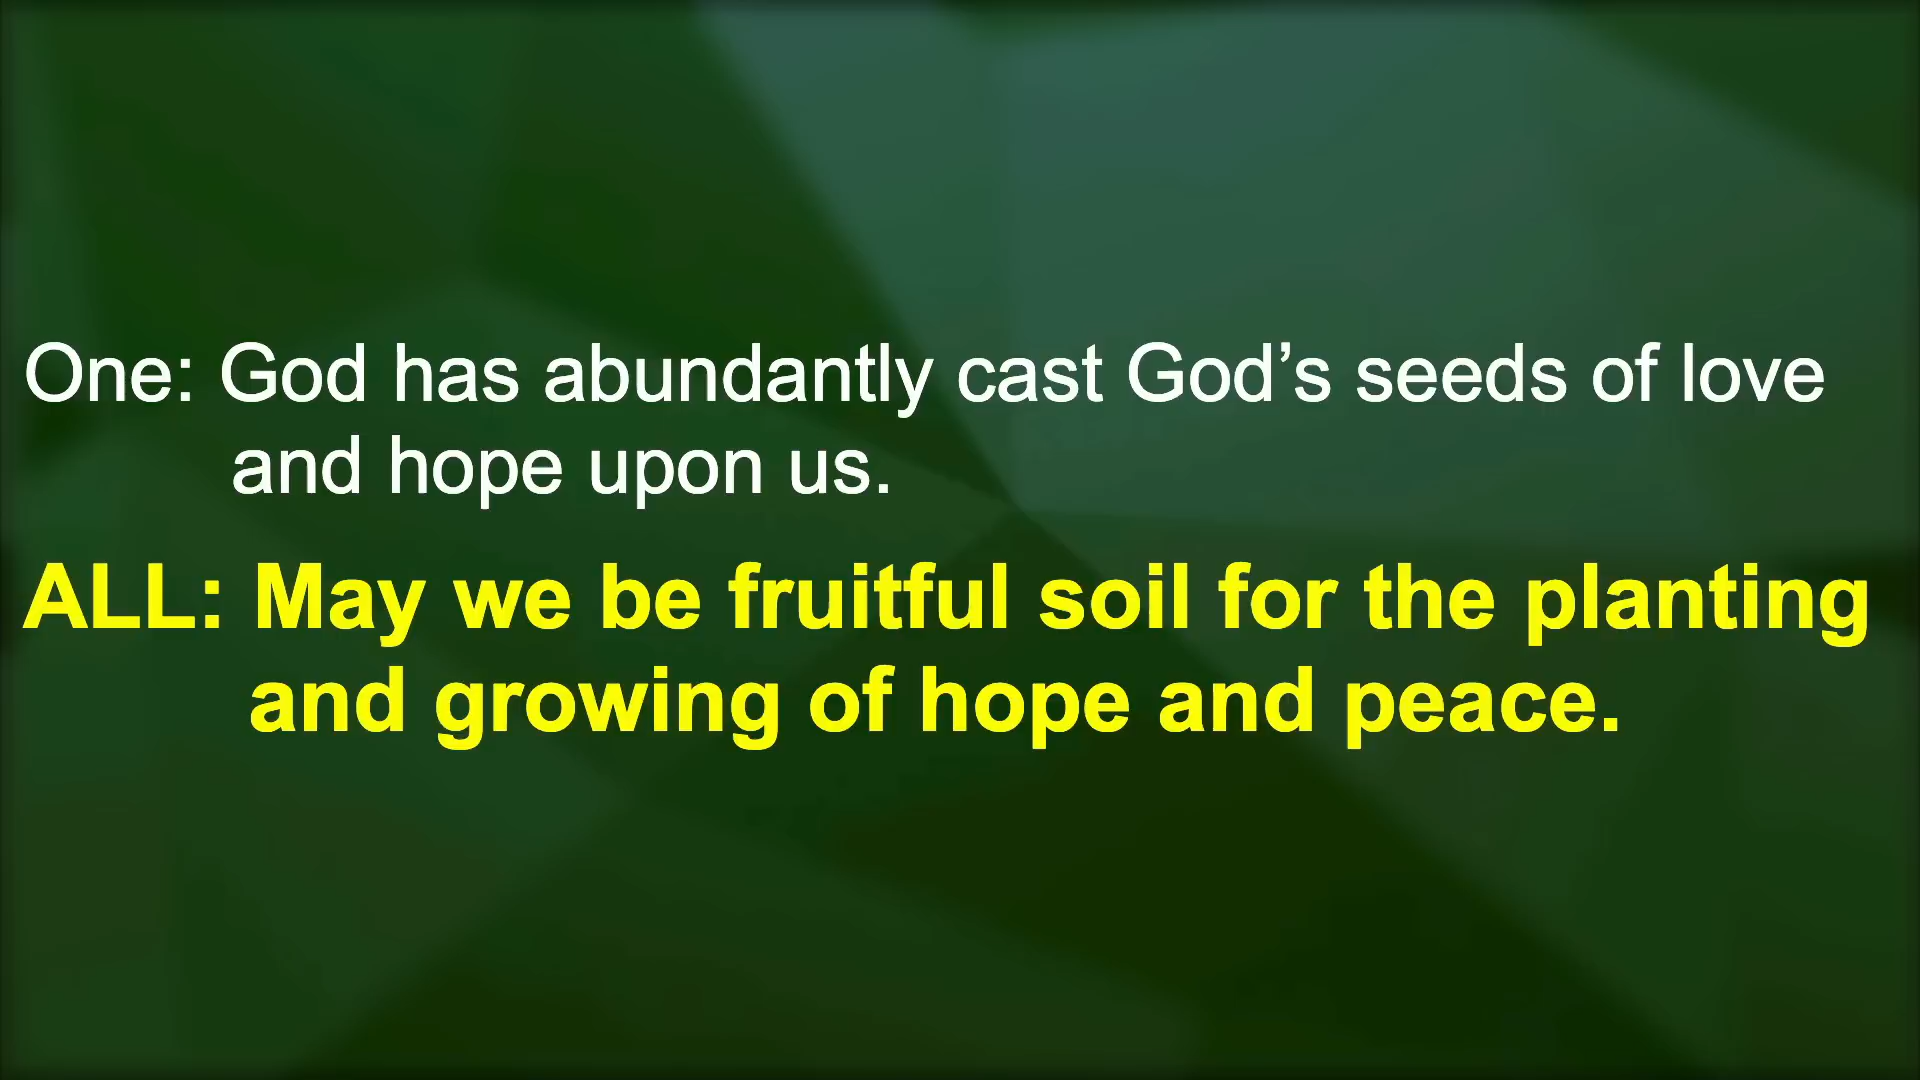 One: God has abundantly cast God’s seeds of love
and hope upon us.
ALL: May we be fruitful soil for the planting
and growing of hope and peace.